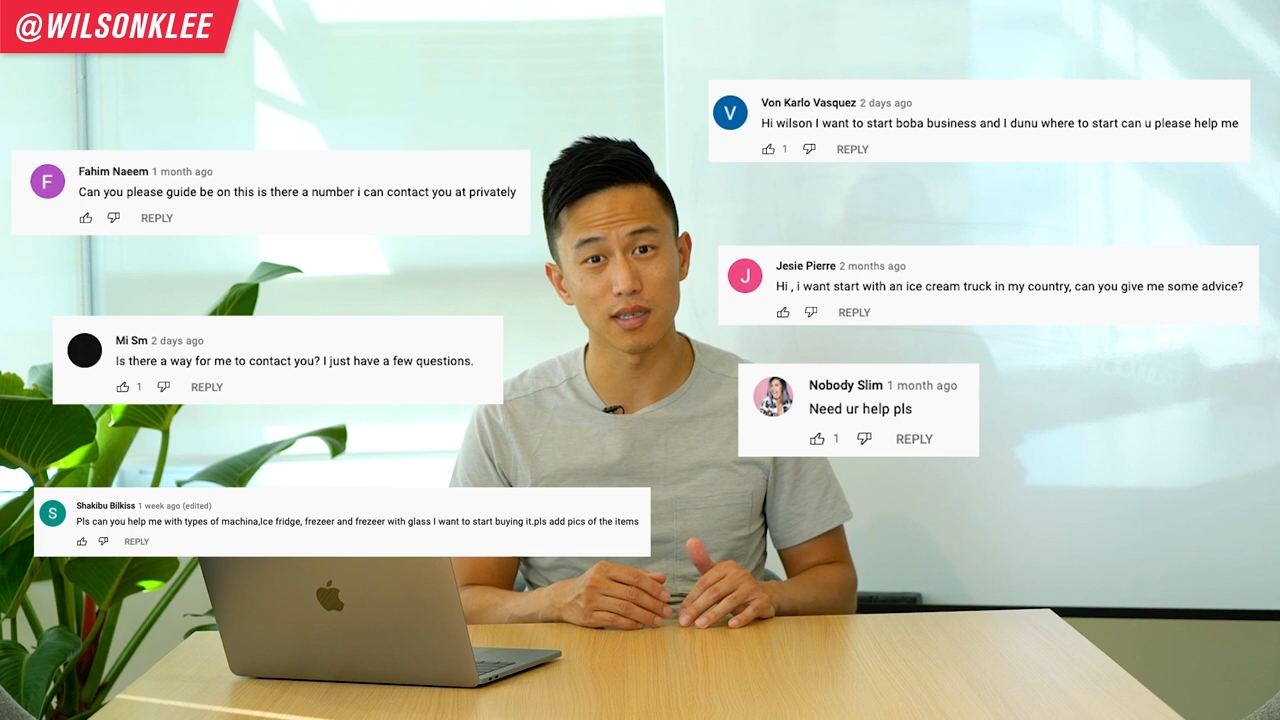 @WILSONKLEE
Von Karlo Vasquez 2 days ago
Hi wilson I want to start boba business and I dunu where to start can u please help me
1 REPLY
Fahim Naeem 1 month ago
Can you please guide be on this is there a number i can contact you at privately
REPLY
Jesie Pierre 2 months ago
Hi , i want start with an ice cream truck in my country, can you give me some advice?
REPLY
Mi Sm 2 days ago
Is there a way for me to contact you? I just have a few questions.
1 REPLY
Nobody Slim 1 month ago
Need ur help pls
1 REPLY
Shakibu Bilkiss 1 week ago (edited)
Pls can you help me with types of machina,Ice fridge, frezeer and frezeer with glass I want to start buying it.pls add pics of the items
REPLY
V
F
J
S